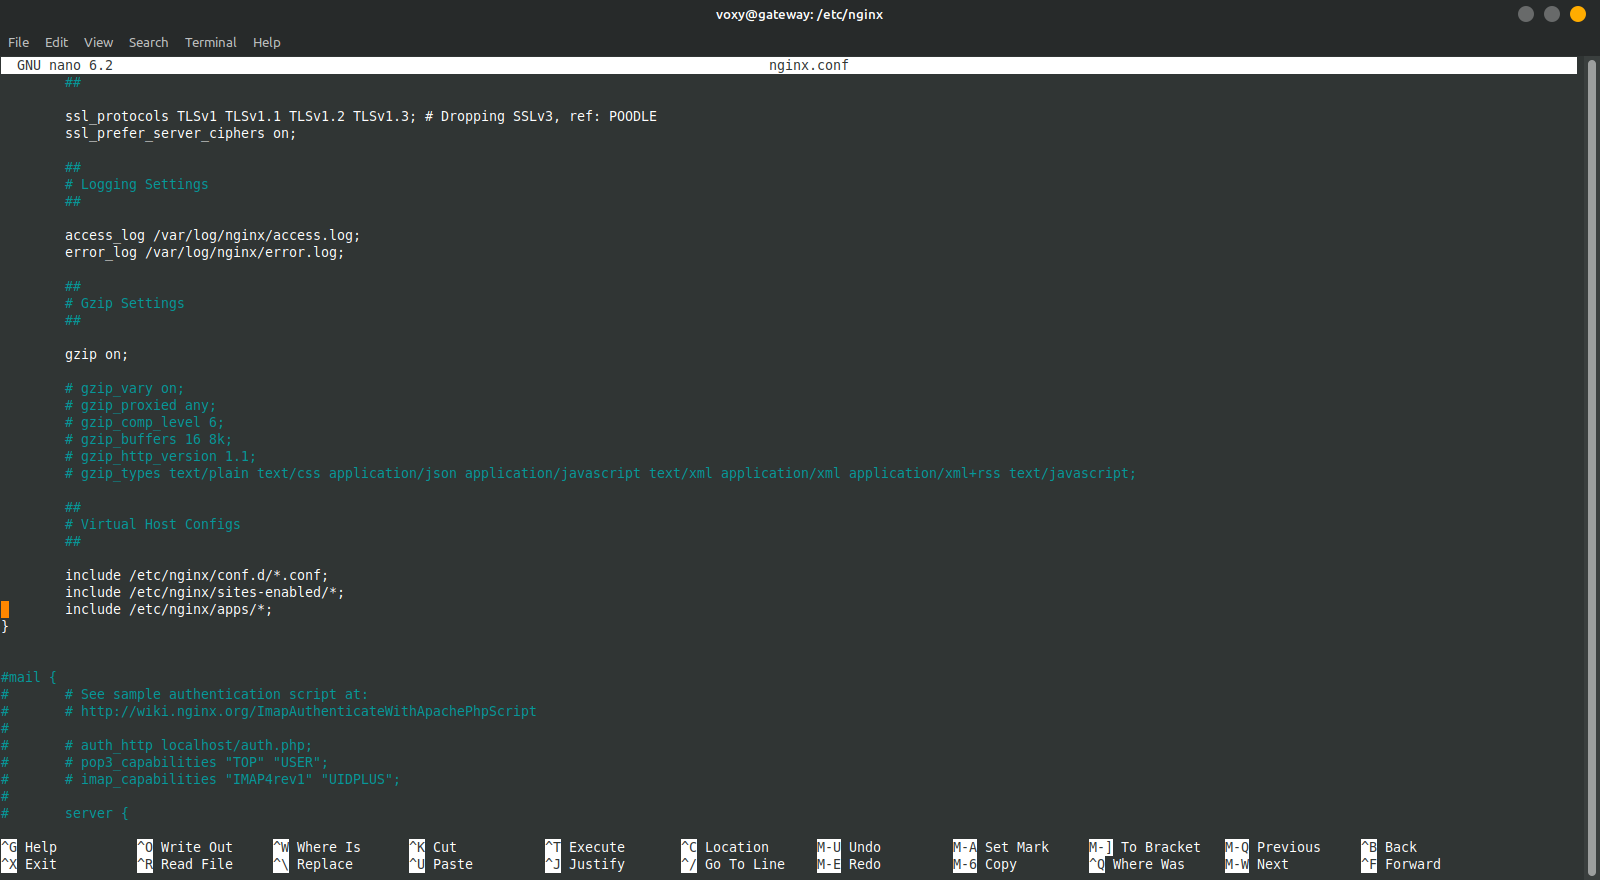 voxy@gateway: /etc/nginx
File Edit View Search Terminal Help
GNU nano 6.2 nginx.conf
##
ssl_protocols TLSv1 TLSv1.1 TLSv1.2 TLSv1.3; # Dropping SSLv3, ref: POODLE
ssl_prefer_server_ciphers on;
##
# Logging Settings
##
access_log /var/log/nginx/access.log;
error_log /var/log/nginx/error.log;
##
# Gzip Settings
##
gzip on;
# gzip_vary on;
# gzip_proxied any;
# gzip_comp_level 6;
# gzip_buffers 16 8k;
# gzip_http_version 1.1;
# gzip_types text/plain text/css application/json application/javascript text/xml application/xml application/xml+rss text/javascript;
##
# Virtual Host Configs
##
include /etc/nginx/conf.d/*.conf;
include /etc/nginx/sites-enabled/*;
include /etc/nginx/apps/*;
}
#mail {
# # See sample authentication script at:
# # http://wiki.nginx.org/ImapAuthenticateWithApachePhpScript
#
# # auth_http localhost/auth.php;
# # pop3_capabilities "TOP" "USER";
# # imap_capabilities "IMAP4rev1" "UIDPLUS";
#
# server {
^G Help ^O Write Out ^W Where Is ^K Cut ^T Execute ^C Location M-U Undo M-A Set Mark M-] To Bracket M-Q Previous ^B Back
^X Exit ^R Read File ^\ Replace ^U Paste ^J Justify ^/ Go To Line M-E Redo M-6 Copy ^Q Where Was M-W Next ^F Forward